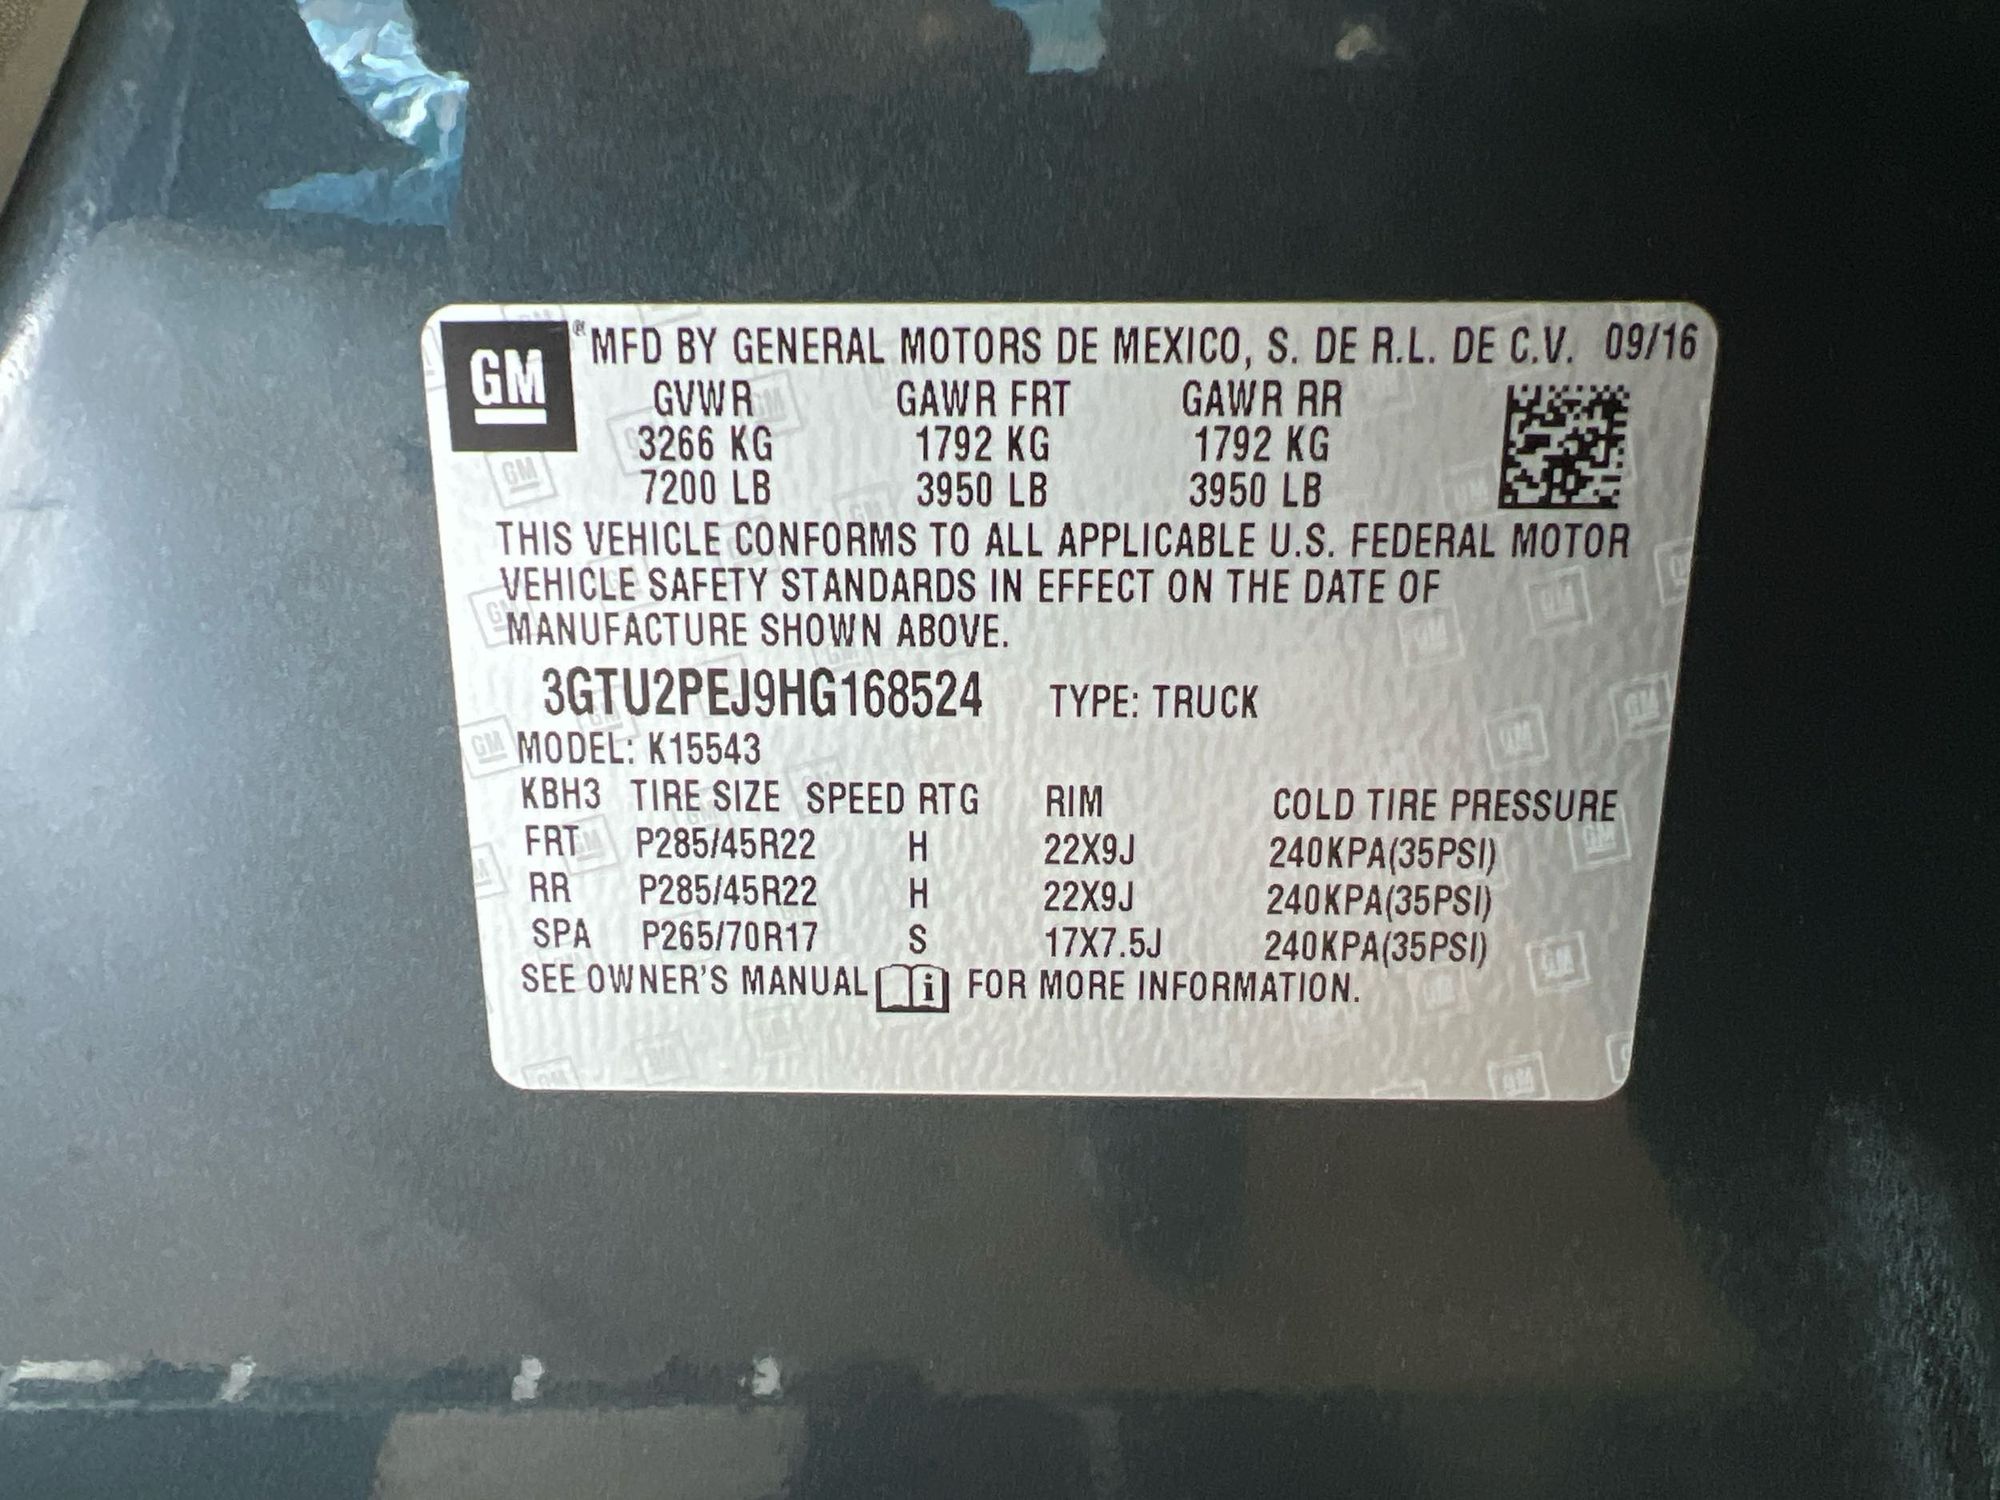 GM ® MFD BY GENERAL MOTORS DE MEXICO, S. DE R.L. DE C.V. 09/16
GVWR GAWR FRT GAWR RR
3266 KG 1792 KG 1792 KG
7200 LB 3950 LB 3950 LB
THIS VEHICLE CONFORMS TO ALL APPLICABLE U.S. FEDERAL MOTOR
VEHICLE SAFETY STANDARDS IN EFFECT ON THE DATE OF
MANUFACTURE SHOWN ABOVE.
3GTU2PEJ9HG168524 TYPE: TRUCK
MODEL: K15543
KBH3 TIRE SIZE SPEED RTG RIM COLD TIRE PRESSURE
FRT P285/45R22 H 22X9J 240KPA(35PSI)
RR P285/45R22 H 22X9J 240KPA(35PSI)
SPA P265/70R17 S 17X7.5J 240KPA(35PSI)
SEE OWNER'S MANUAL i FOR MORE INFORMATION.